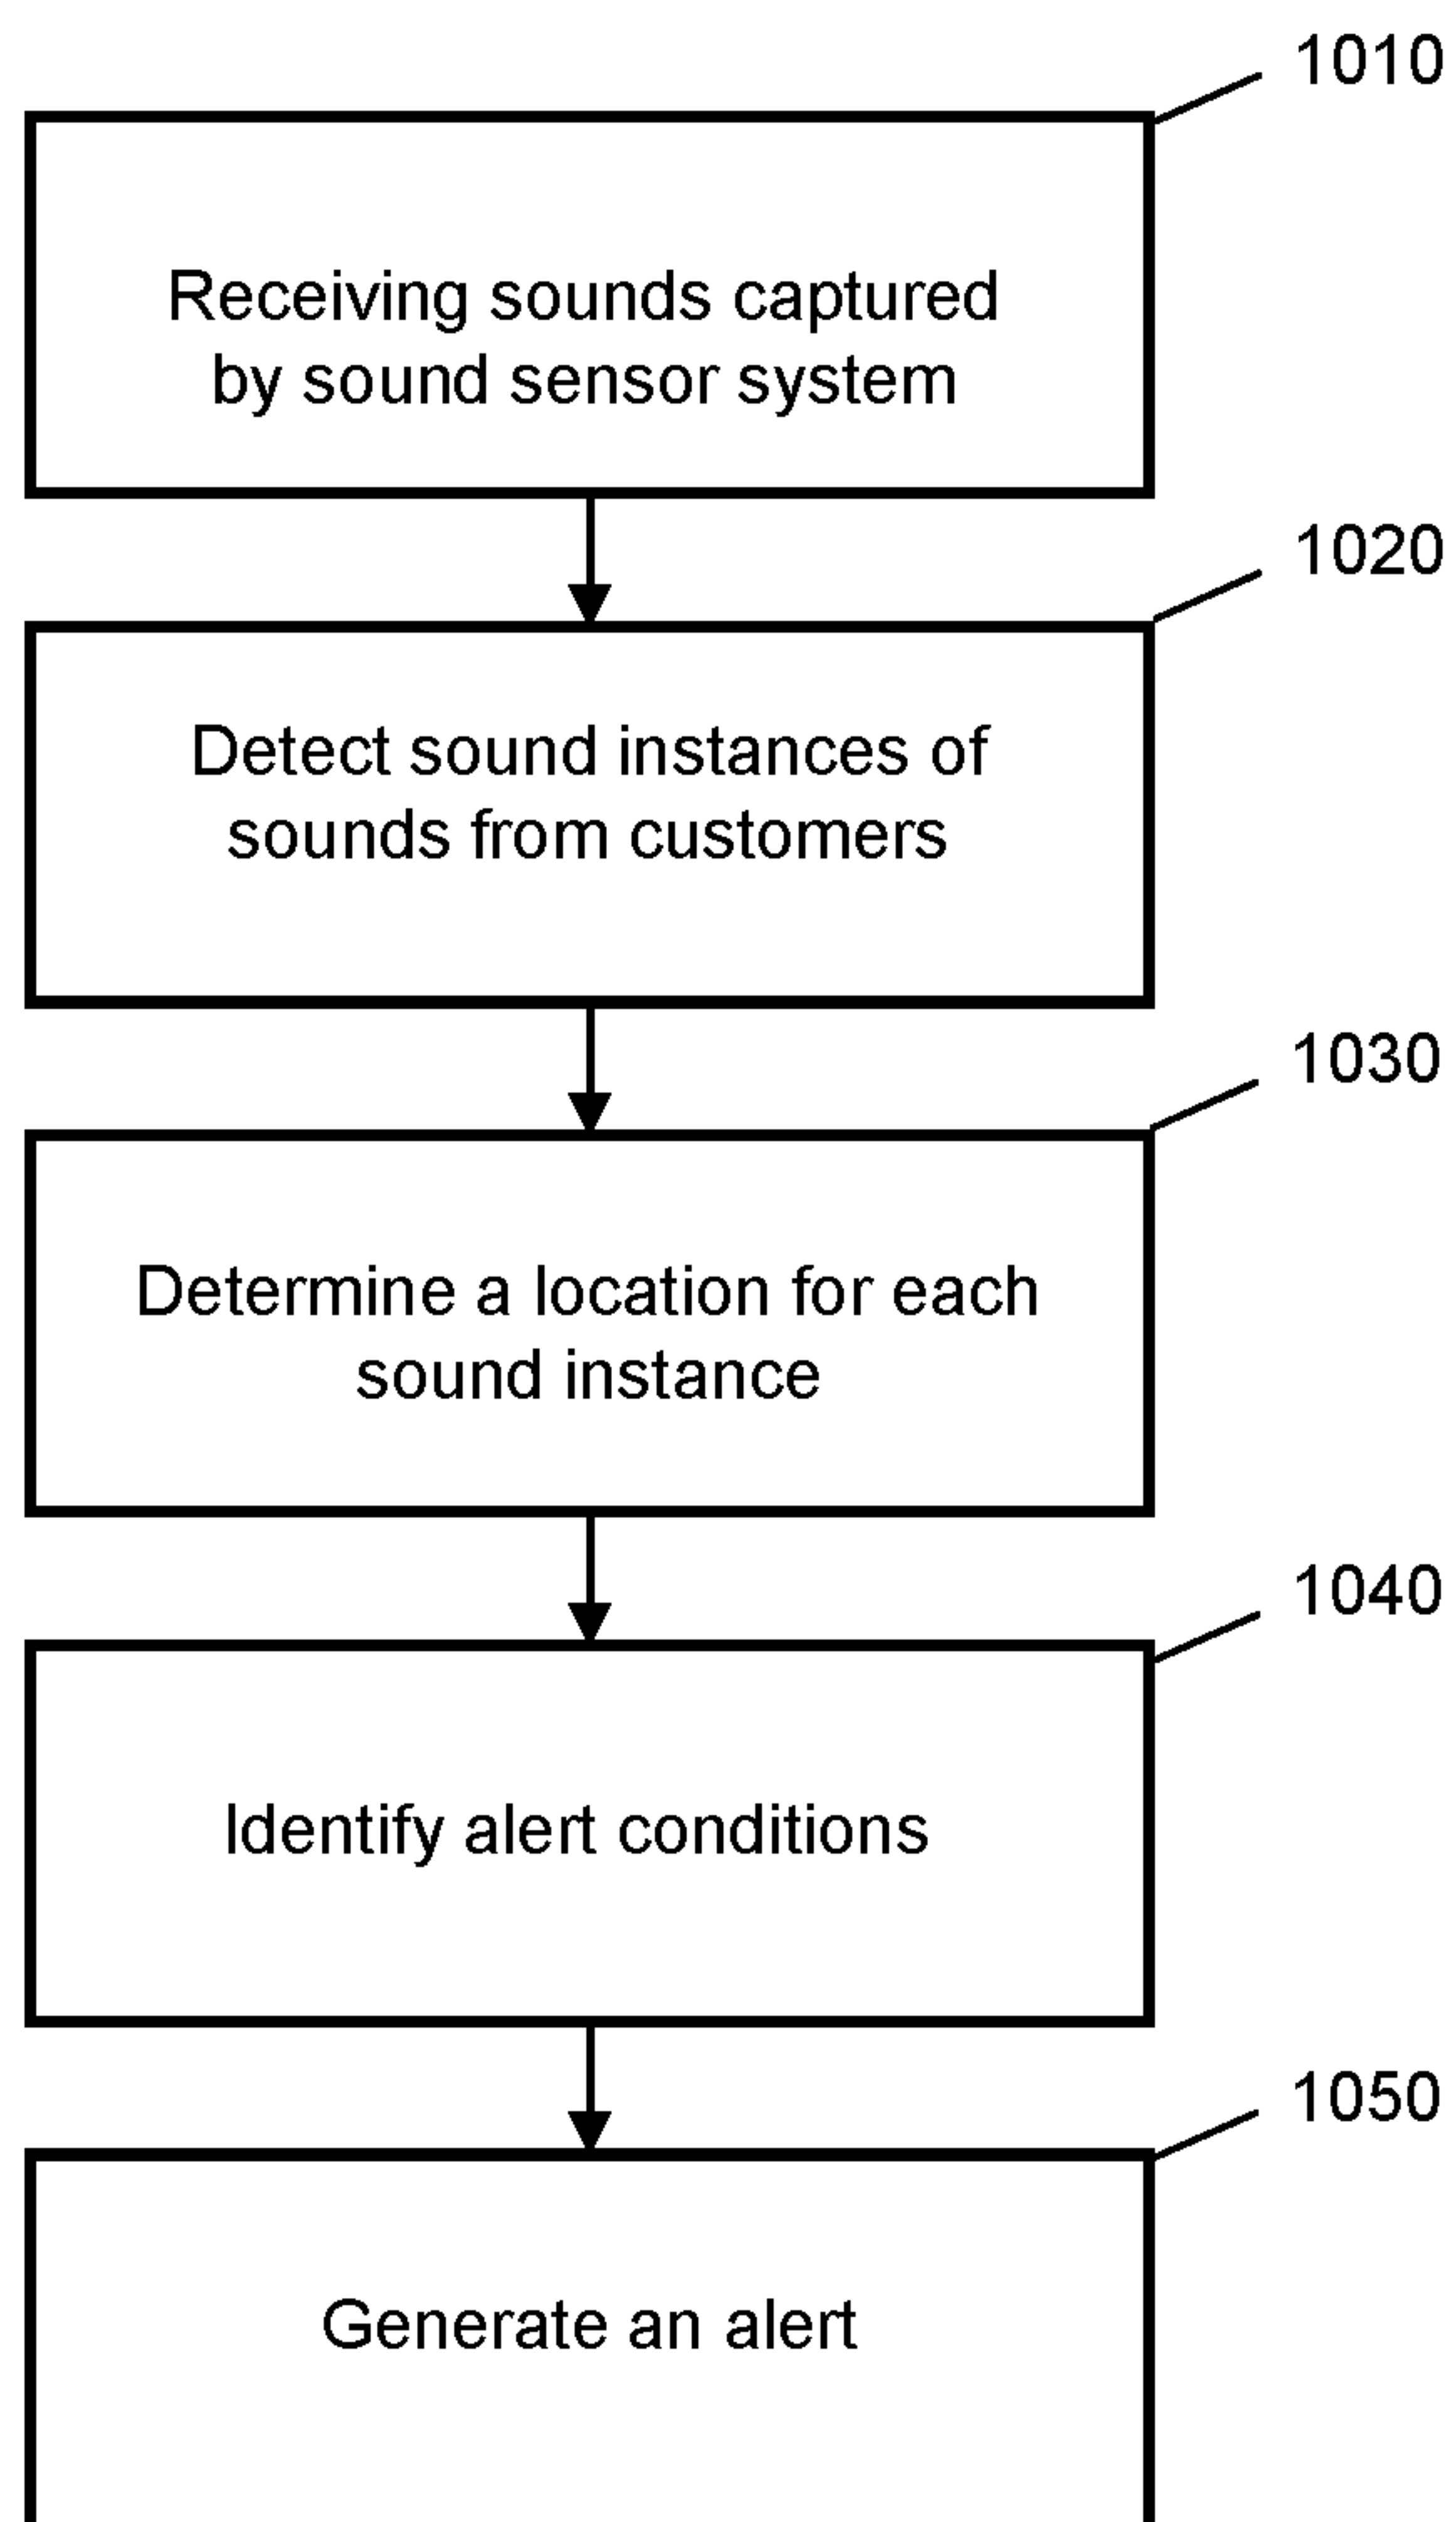 1010
Receiving sounds captured
by sound sensor system
1020
Detect sound instances of
sounds from customers
1030
Determine a location for each
sound instance
1040
Identify alert conditions
1050
Generate an alert